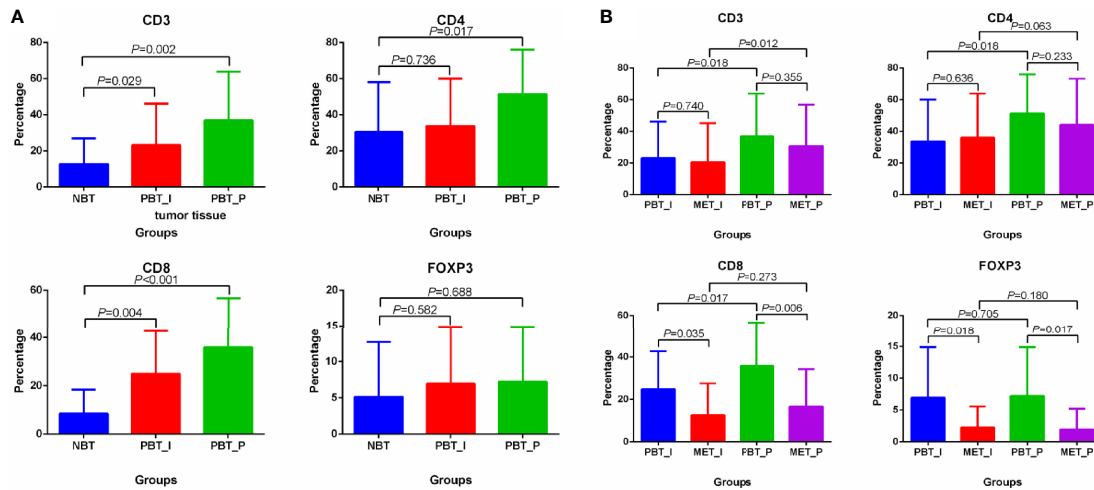 A
CD3
Percentage
80
60
40
20
0
P=0.002
P=0.029
NBT PBT_I PBT_P
tumor tissue
Groups
CD4
Percentage
80
60
40
20
0
P=0.017
P=0.736
NBT PBT_I PBT_P
Groups
CD8
Percentage
60
40
20
0
P<0.001
P=0.004
NBT PBT_I PBT_P
Groups
FOXP3
Percentage
20
15
10
5
0
P=0.688
P=0.582
NBT PBT_I PBT_P
Groups
B
CD3
Percentage
80
60
40
20
0
P=0.012
P=0.018
P=0.355
P=0.740
PBT_I MET_I PBT_P MET_P
Groups
CD4
Percentage
80
60
40
20
0
P=0.063
P=0.018
P=0.233
P=0.636
PBT_I MET_I PBT_P MET_P
Groups
CD8
Percentage
60
40
20
0
P=0.273
P=0.017
P=0.006
P=0.035
PBT_I MET_I PBT_P MET_P
Groups
FOXP3
Percentage
20
15
10
5
0
P=0.180
P=0.705
P=0.018
P=0.017
PBT_I MET_I PBT_P MET_P
Groups